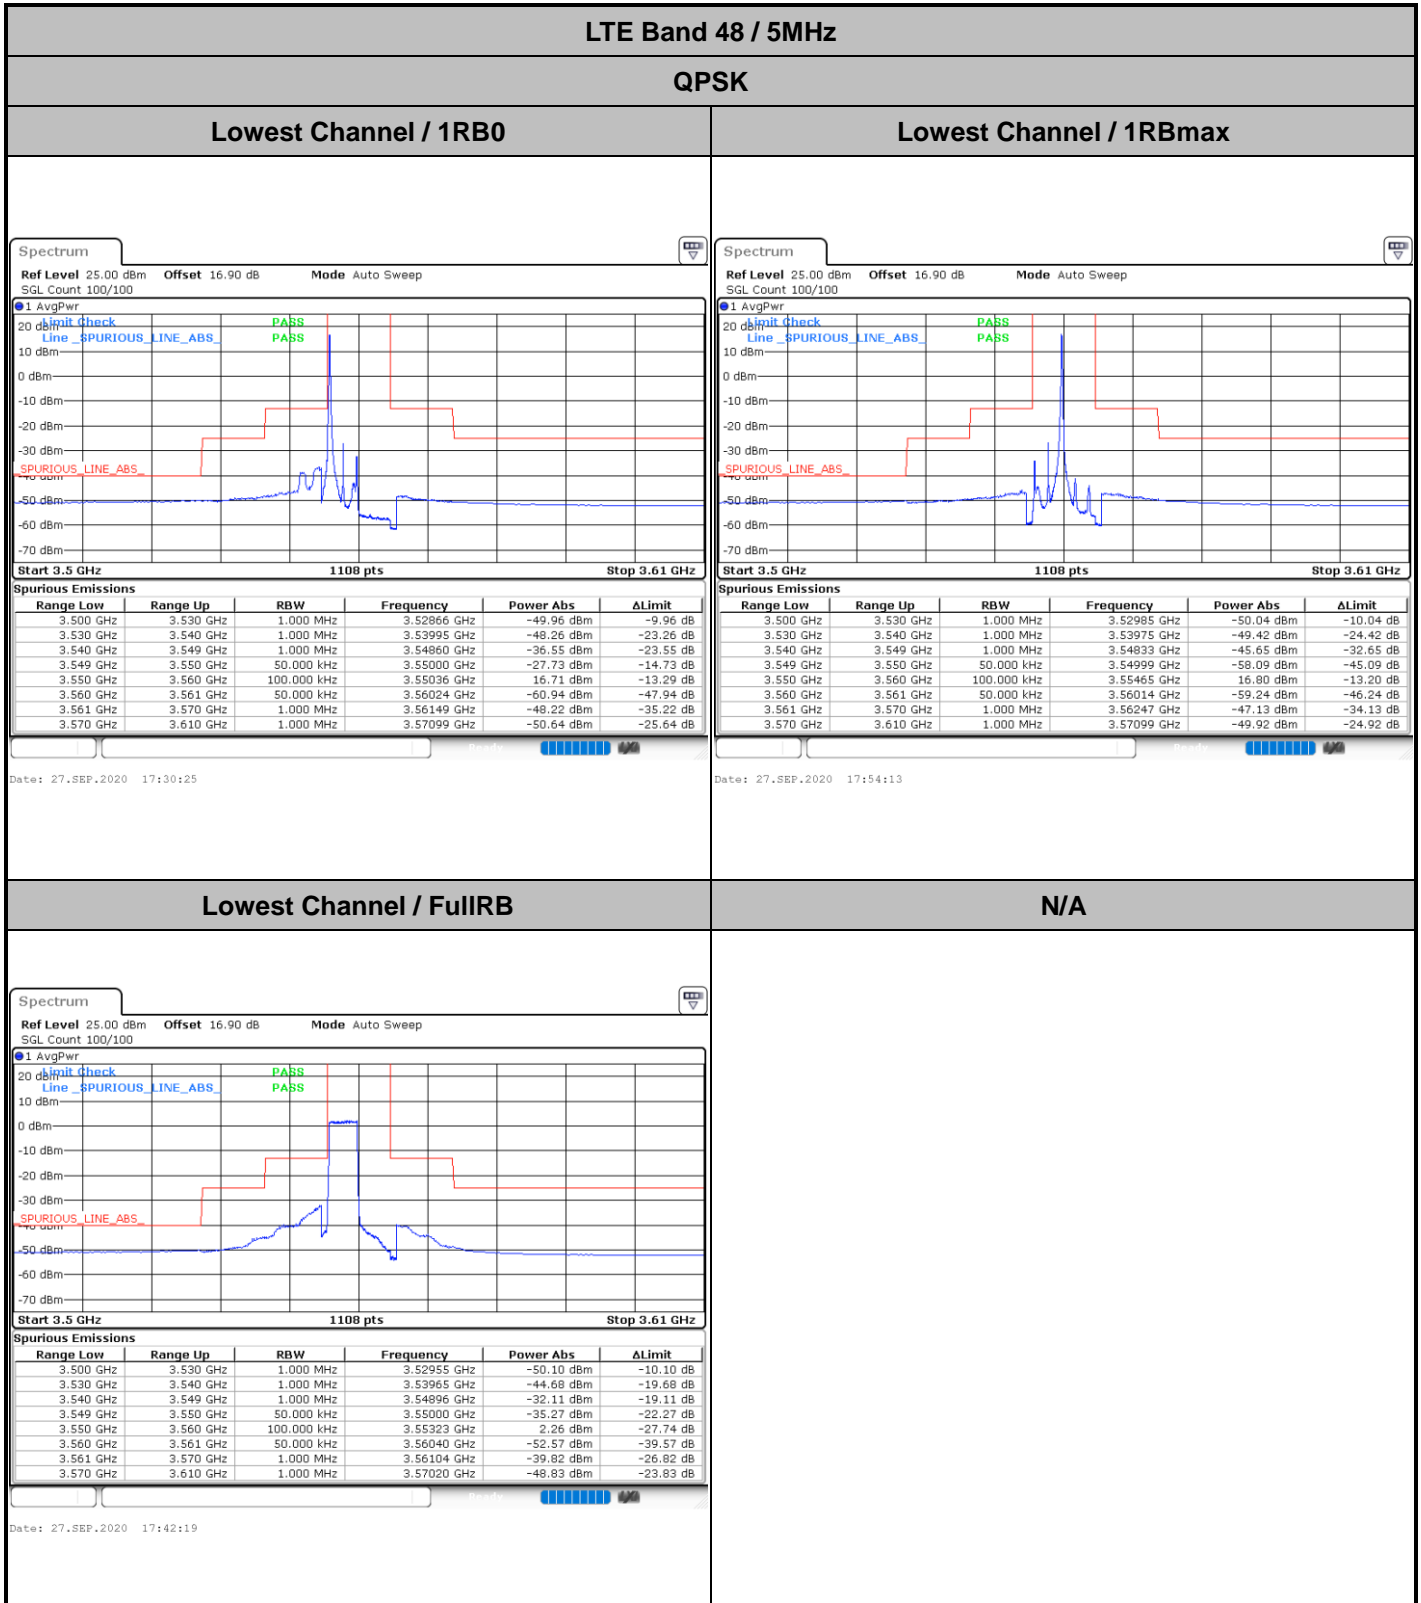 LTE Band 48 / 5MHz
QPSK
Lowest Channel / 1RB0
Lowest Channel / 1RBmax
Spectrum
Ref Level 25.00 dBm Offset 16.90 dB Mode Auto Sweep
SGL Count 100/100
1 AvgPwr
Limit Check PASS
Line _SPURIOUS_LINE_ABS_ PASS
20 dBm
10 dBm
0 dBm
-10 dBm
-20 dBm
-30 dBm
_SPURIOUS_LINE_ABS_
-40 dBm
-50 dBm
-60 dBm
-70 dBm
Start 3.5 GHz 1108 pts Stop 3.61 GHz
Spurious Emissions
Range Low Range Up RBW Frequency Power Abs ΔLimit
3.500 GHz 3.530 GHz 1.000 MHz 3.52866 GHz -49.96 dBm -9.96 dB
3.530 GHz 3.540 GHz 1.000 MHz 3.53995 GHz -48.26 dBm -23.26 dB
3.540 GHz 3.549 GHz 1.000 MHz 3.54860 GHz -36.55 dBm -23.55 dB
3.549 GHz 3.550 GHz 50.000 kHz 3.55000 GHz -27.73 dBm -14.73 dB
3.550 GHz 3.560 GHz 100.000 kHz 3.55036 GHz 16.71 dBm -13.29 dB
3.560 GHz 3.561 GHz 50.000 kHz 3.56024 GHz -60.94 dBm -47.94 dB
3.561 GHz 3.570 GHz 1.000 MHz 3.56149 GHz -48.22 dBm -35.22 dB
3.570 GHz 3.610 GHz 1.000 MHz 3.57099 GHz -50.64 dBm -25.64 dB
Ready
Date: 27.SEP.2020 17:30:25
Spectrum
Ref Level 25.00 dBm Offset 16.90 dB Mode Auto Sweep
SGL Count 100/100
1 AvgPwr
Limit Check PASS
Line _SPURIOUS_LINE_ABS_ PASS
20 dBm
10 dBm
0 dBm
-10 dBm
-20 dBm
-30 dBm
_SPURIOUS_LINE_ABS_
-40 dBm
-50 dBm
-60 dBm
-70 dBm
Start 3.5 GHz 1108 pts Stop 3.61 GHz
Spurious Emissions
Range Low Range Up RBW Frequency Power Abs ΔLimit
3.500 GHz 3.530 GHz 1.000 MHz 3.52985 GHz -50.04 dBm -10.04 dB
3.530 GHz 3.540 GHz 1.000 MHz 3.53975 GHz -49.42 dBm -24.42 dB
3.540 GHz 3.549 GHz 1.000 MHz 3.54833 GHz -45.65 dBm -32.65 dB
3.549 GHz 3.550 GHz 50.000 kHz 3.54999 GHz -58.09 dBm -45.09 dB
3.550 GHz 3.560 GHz 100.000 kHz 3.55465 GHz 16.80 dBm -13.20 dB
3.560 GHz 3.561 GHz 50.000 kHz 3.56014 GHz -59.24 dBm -46.24 dB
3.561 GHz 3.570 GHz 1.000 MHz 3.56247 GHz -47.13 dBm -34.13 dB
3.570 GHz 3.610 GHz 1.000 MHz 3.57099 GHz -49.92 dBm -24.92 dB
Ready
Date: 27.SEP.2020 17:54:13
Lowest Channel / FullRB
N/A
Spectrum
Ref Level 25.00 dBm Offset 16.90 dB Mode Auto Sweep
SGL Count 100/100
1 AvgPwr
Limit Check PASS
Line _SPURIOUS_LINE_ABS_ PASS
20 dBm
10 dBm
0 dBm
-10 dBm
-20 dBm
-30 dBm
_SPURIOUS_LINE_ABS_
-40 dBm
-50 dBm
-60 dBm
-70 dBm
Start 3.5 GHz 1108 pts Stop 3.61 GHz
Spurious Emissions
Range Low Range Up RBW Frequency Power Abs ΔLimit
3.500 GHz 3.530 GHz 1.000 MHz 3.52955 GHz -50.10 dBm -10.10 dB
3.530 GHz 3.540 GHz 1.000 MHz 3.53965 GHz -44.68 dBm -19.68 dB
3.540 GHz 3.549 GHz 1.000 MHz 3.54896 GHz -32.11 dBm -19.11 dB
3.549 GHz 3.550 GHz 50.000 kHz 3.55000 GHz -35.27 dBm -22.27 dB
3.550 GHz 3.560 GHz 100.000 kHz 3.55323 GHz 2.26 dBm -27.74 dB
3.560 GHz 3.561 GHz 50.000 kHz 3.56040 GHz -52.57 dBm -39.57 dB
3.561 GHz 3.570 GHz 1.000 MHz 3.56104 GHz -39.82 dBm -26.82 dB
3.570 GHz 3.610 GHz 1.000 MHz 3.57020 GHz -48.83 dBm -23.83 dB
Ready
Date: 27.SEP.2020 17:42:19